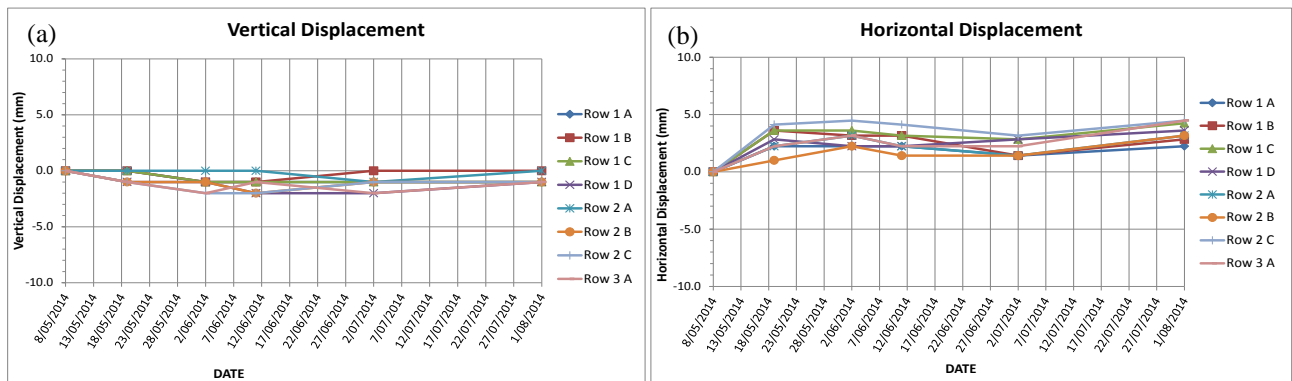 (a)
Vertical Displacement
10.0
5.0
0.0
-5.0
-10.0
Vertical Displacement (mm)
8/05/2014
13/05/2014
18/05/2014
23/05/2014
28/05/2014
2/06/2014
7/06/2014
12/06/2014
17/06/2014
22/06/2014
27/06/2014
2/07/2014
7/07/2014
12/07/2014
17/07/2014
22/07/2014
27/07/2014
1/08/2014
DATE
Row 1 A
Row 1 B
Row 1 C
Row 1 D
Row 2 A
Row 2 B
Row 2 C
Row 3 A
(b)
Horizontal Displacement
10.0
5.0
0.0
-5.0
-10.0
Horizontal Displacement (mm)
8/05/2014
13/05/2014
18/05/2014
23/05/2014
28/05/2014
2/06/2014
7/06/2014
12/06/2014
17/06/2014
22/06/2014
27/06/2014
2/07/2014
7/07/2014
12/07/2014
17/07/2014
22/07/2014
27/07/2014
1/08/2014
DATE
Row 1 A
Row 1 B
Row 1 C
Row 1 D
Row 2 A
Row 2 B
Row 2 C
Row 3 A